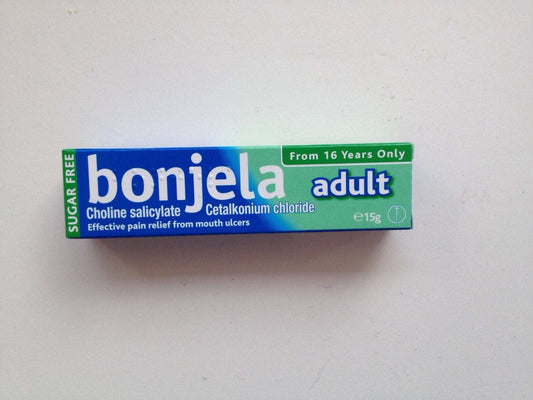 SUGAR FREE
bonjela
From 16 Years Only
adult
Choline salicylate Cetalkonium chloride
Effective pain relief from mouth ulcers
℮15g